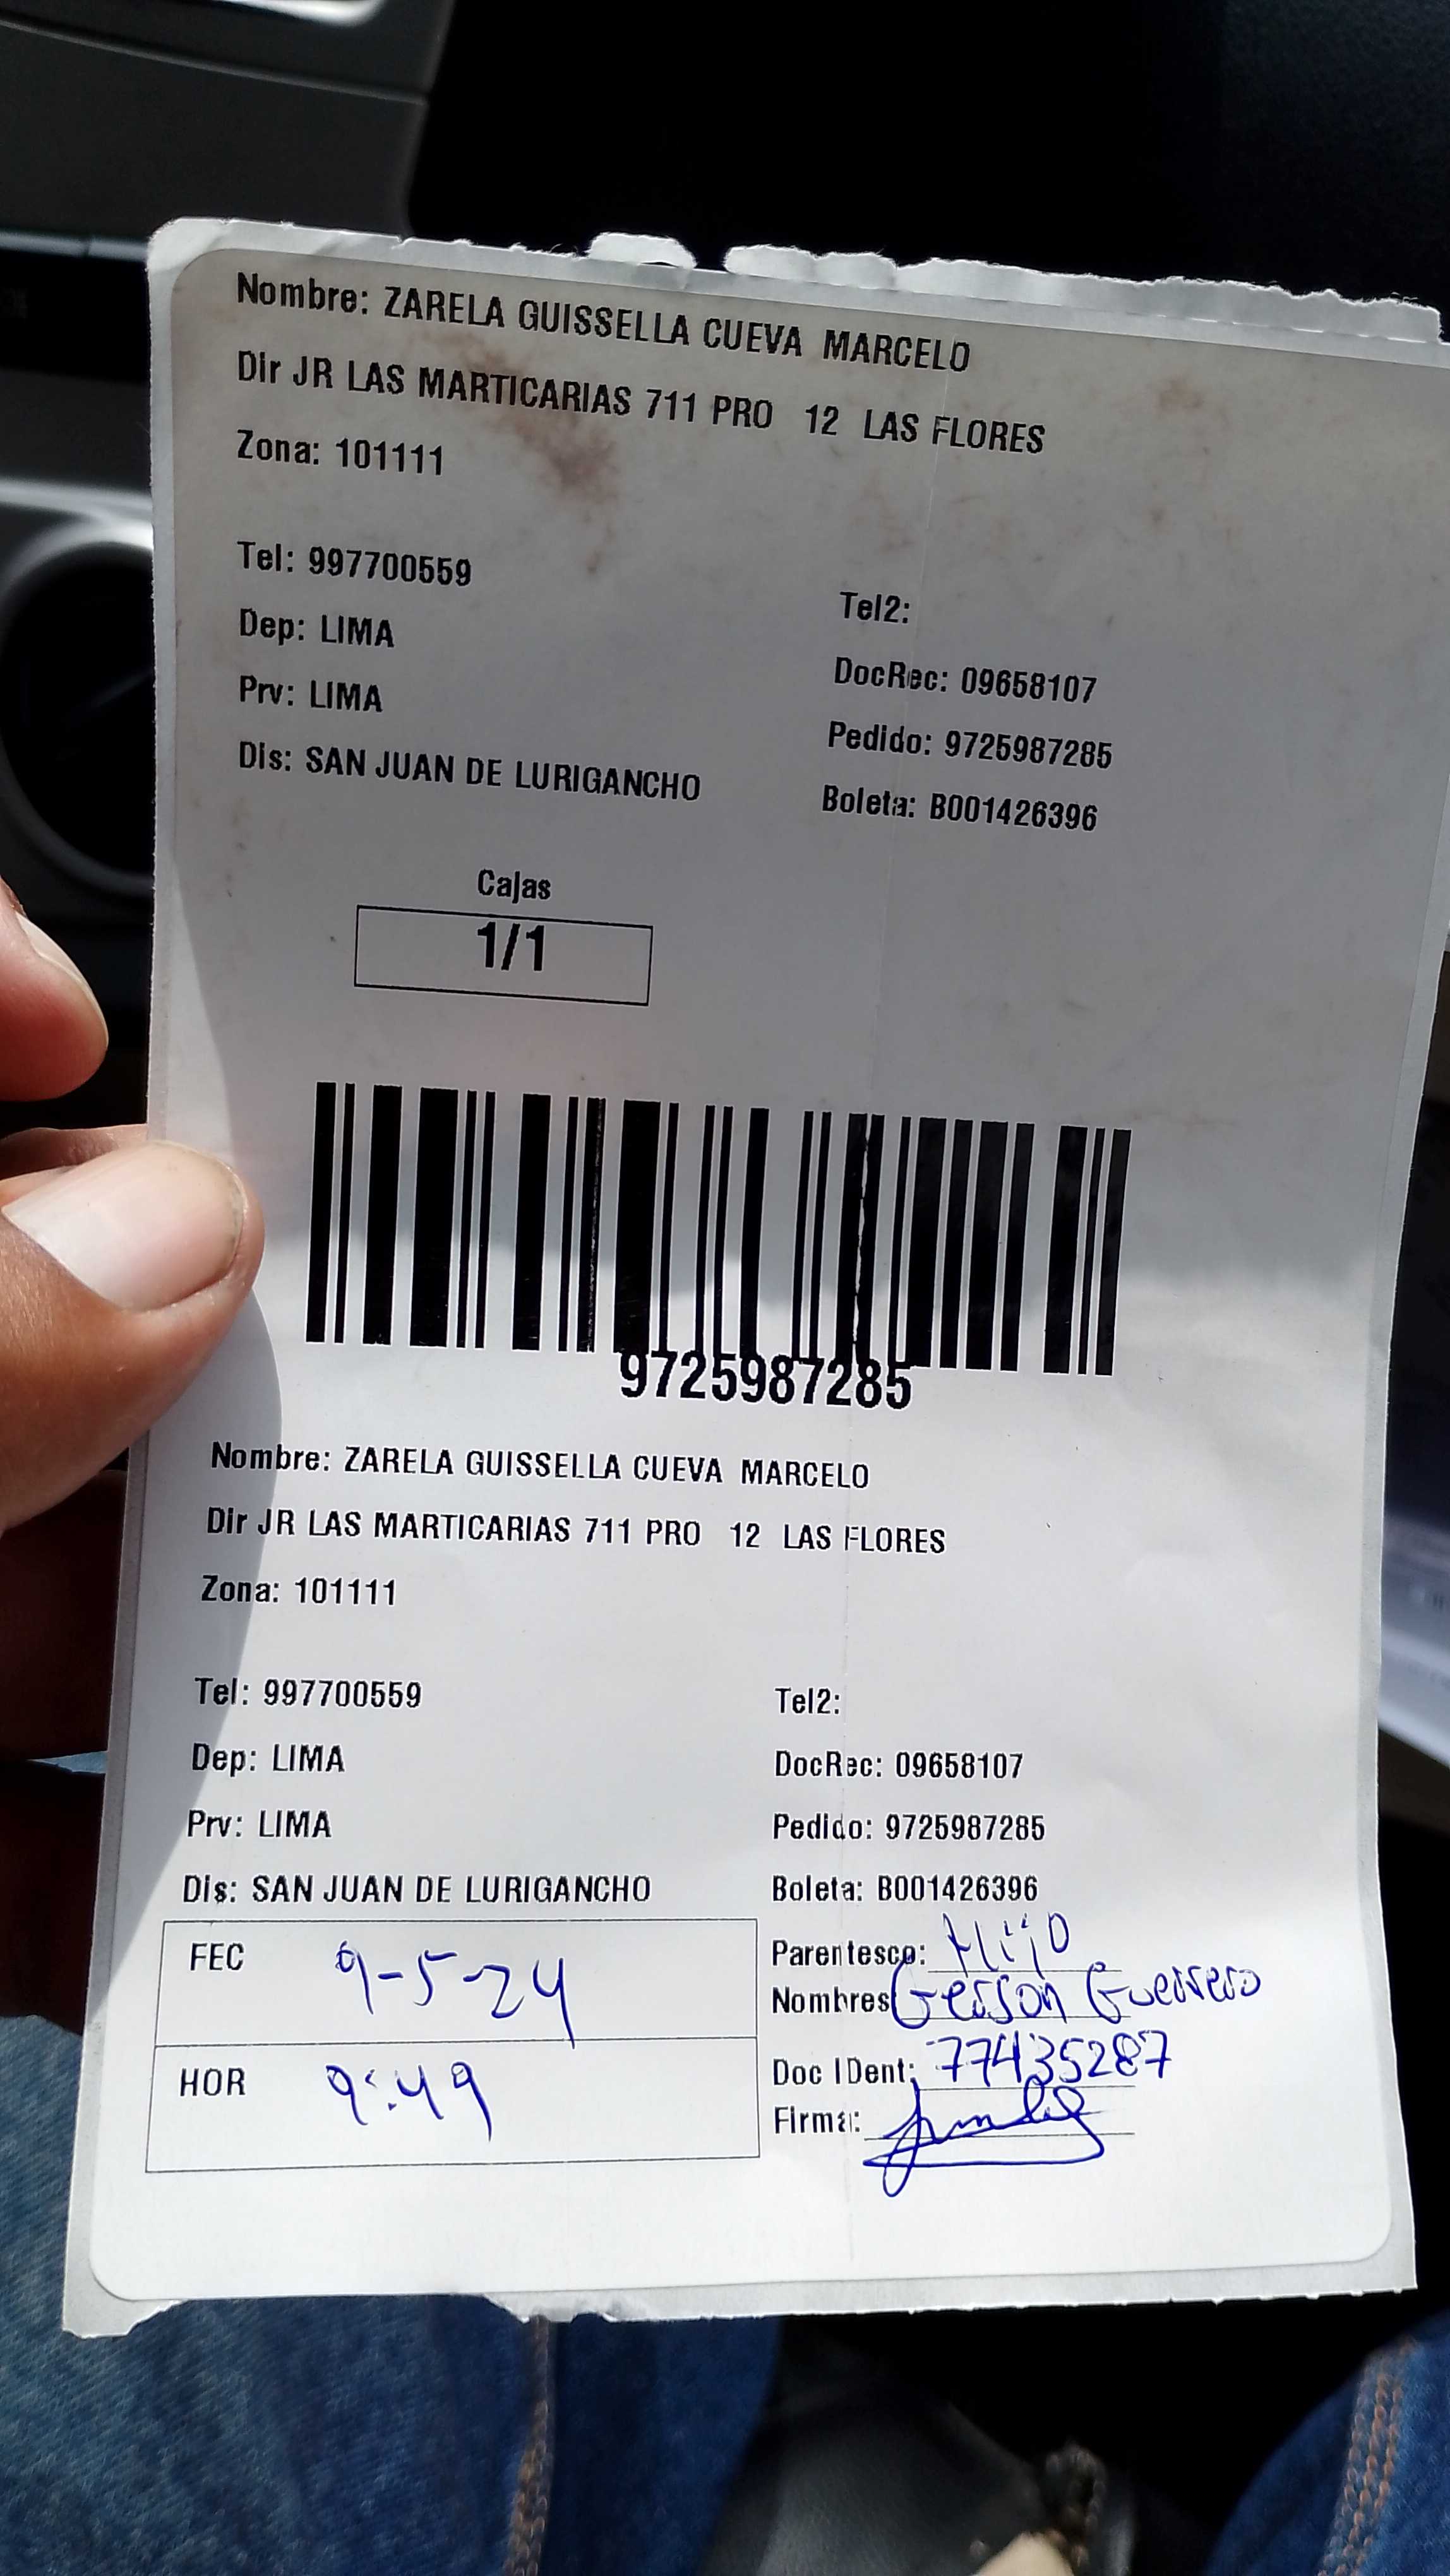 Nombre: ZARELA GUISSELLA CUEVA MARCELO
Dir JR LAS MARTICARIAS 711 PRO 12 LAS FLORES
Zona: 101111
Tel: 997700559
Tel2:
Dep: LIMA
DocRec: 09658107
Prv: LIMA
Pedido: 9725987285
Dis: SAN JUAN DE LURIGANCHO
Boleta: B001426396
Cajas
1/1
9725987285
Nombre: ZARELA GUISSELLA CUEVA MARCELO
Dir JR LAS MARTICARIAS 711 PRO 12 LAS FLORES
Zona: 101111
Tel: 997700559
Tel2:
Dep: LIMA
DocRec: 09658107
Prv: LIMA
Pedido: 9725987285
Dis: SAN JUAN DE LURIGANCHO
Boleta: B001426396
FEC 9-5-24
Parentesco: Hijo
Nombres Gerson Guerrero
HOR 9:49
Doc IDent: 77435287
Firma: